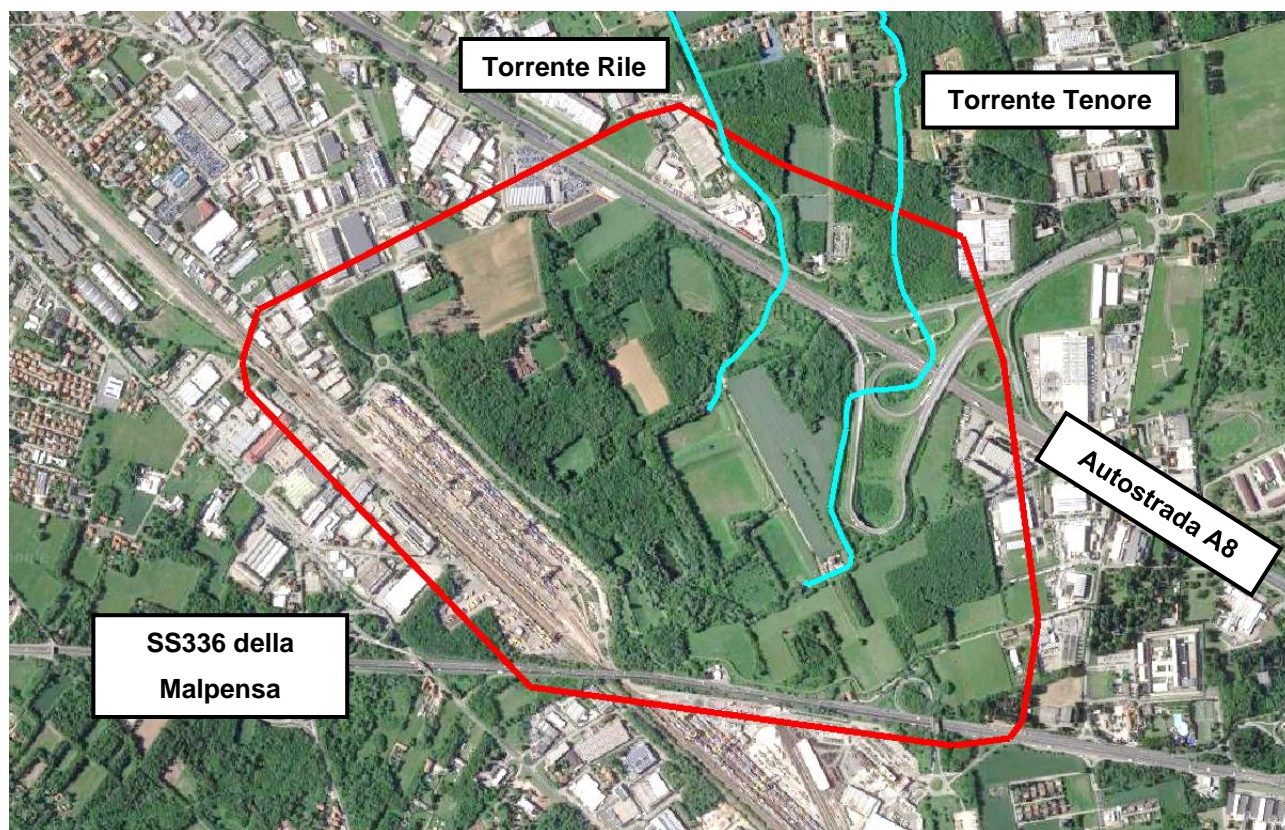 Torrente Rile
Torrente Tenore
Autostrada A8
SS336 della
Malpensa